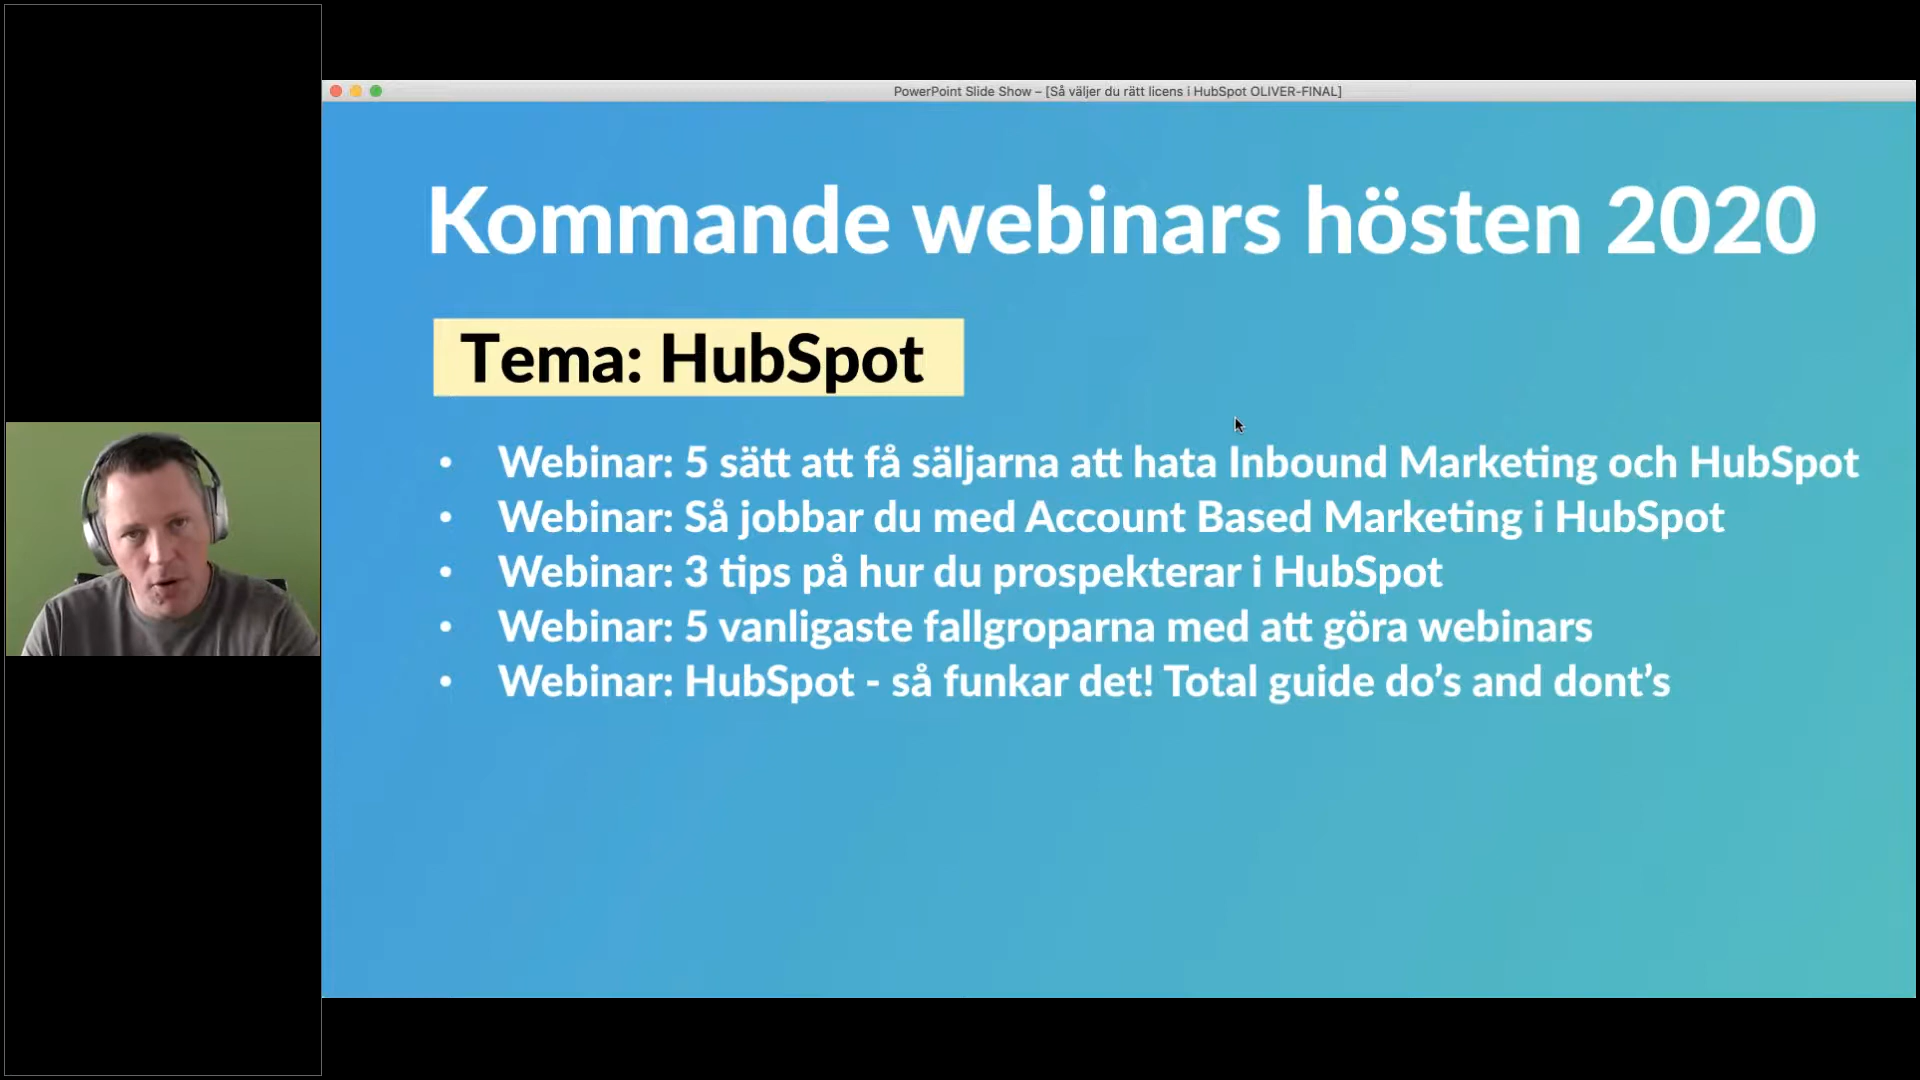 PowerPoint Slide Show – [Så väljer du rätt licens i HubSpot OLIVER-FINAL]
Kommande webinars hösten 2020
Tema: HubSpot
• Webinar: 5 sätt att få säljarna att hata Inbound Marketing och HubSpot
• Webinar: Så jobbar du med Account Based Marketing i HubSpot
• Webinar: 3 tips på hur du prospekterar i HubSpot
• Webinar: 5 vanligaste fallgroparna med att göra webinars
• Webinar: HubSpot - så funkar det! Total guide do’s and dont’s